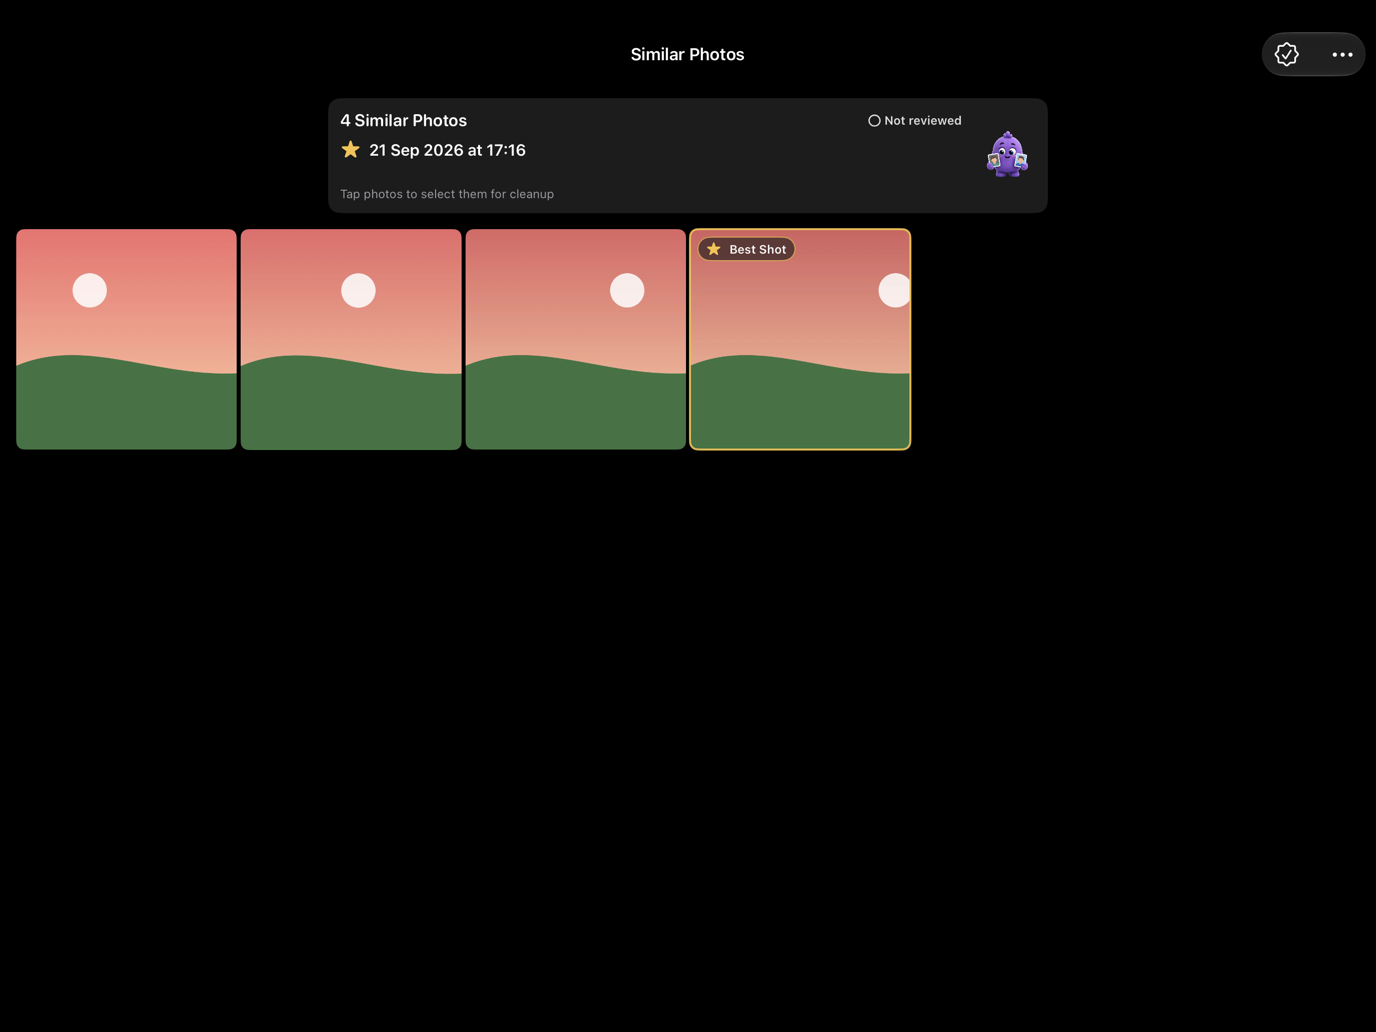 Similar Photos
4 Similar Photos
Not reviewed
21 Sep 2026 at 17:16
Tap photos to select them for cleanup
Best Shot